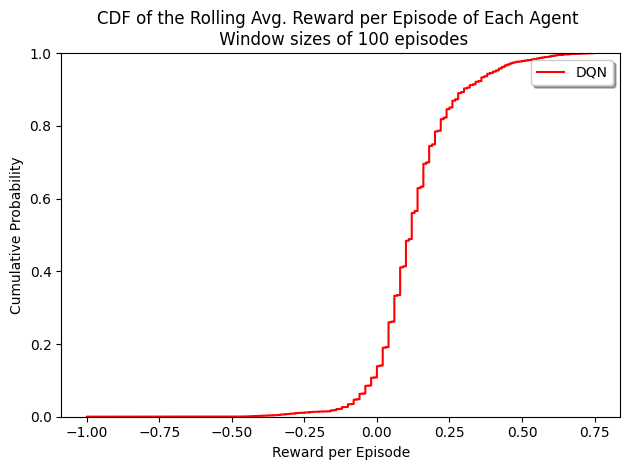 CDF of the Rolling Avg. Reward per Episode of Each Agent
Window sizes of 100 episodes
DQN
Cumulative Probability
1.0
0.8
0.6
0.4
0.2
0.0
−1.00 −0.75 −0.50 −0.25 0.00 0.25 0.50 0.75
Reward per Episode